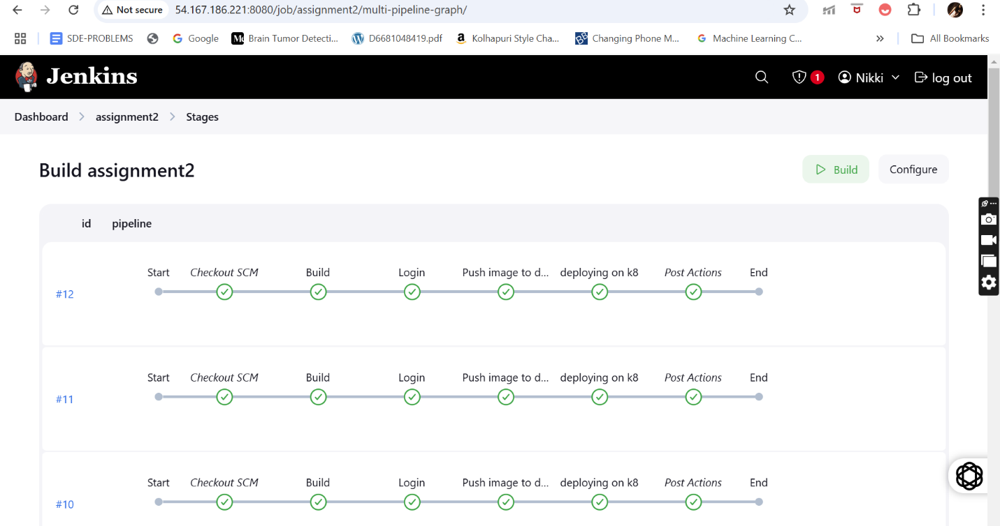 Not secure 54.167.186.221:8080/job/assignment2/multi-pipeline-graph/
SDE-PROBLEMS Google Brain Tumor Detecti... D6681048419.pdf Kolhapuri Style Cha... Changing Phone M... Machine Learning C... » All Bookmarks
Jenkins 1 Nikki log out
Dashboard assignment2 Stages
Build assignment2 Build Configure
id pipeline
Start Checkout SCM Build Login Push image to d... deploying on k8 Post Actions End
#12
Start Checkout SCM Build Login Push image to d... deploying on k8 Post Actions End
#11
Start Checkout SCM Build Login Push image to d... deploying on k8 Post Actions End
#10